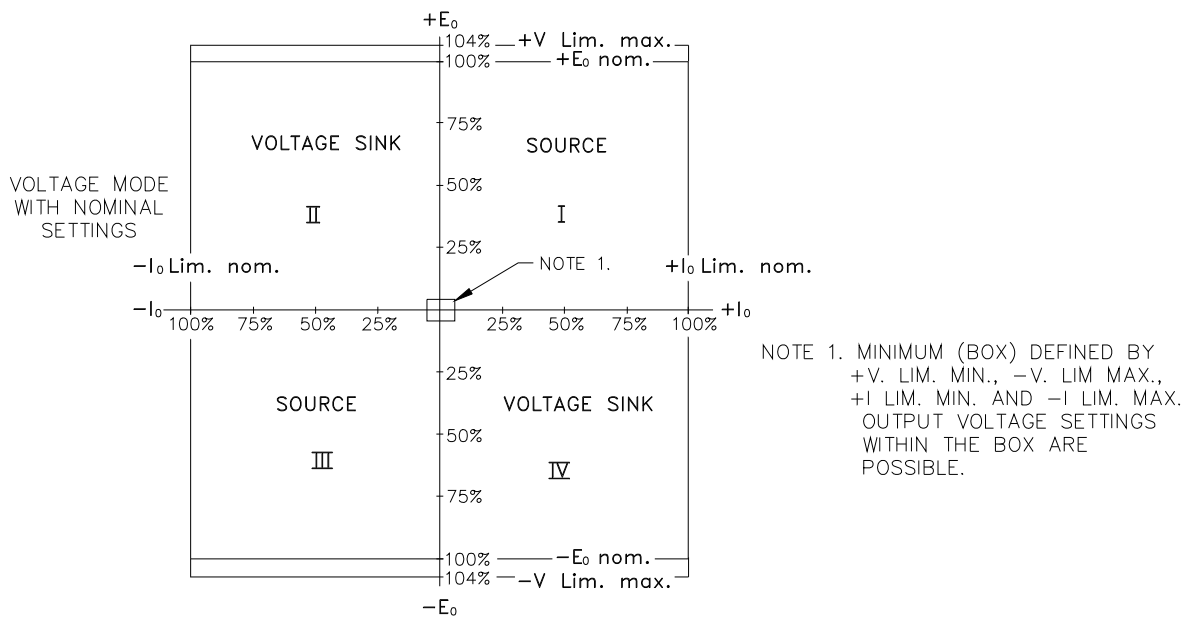 +E₀
104% +V Lim. max.
100% +E₀ nom.
75%
VOLTAGE SINK SOURCE
VOLTAGE MODE
WITH NOMINAL
SETTINGS
50%
II I
25%
−I₀ Lim. nom. NOTE 1. +I₀ Lim. nom.
−I₀ +I₀
100% 75% 50% 25% 25% 50% 75% 100%
NOTE 1. MINIMUM (BOX) DEFINED BY
+V. LIM. MIN., −V. LIM MAX.,
+I LIM. MIN. AND −I LIM. MAX.
OUTPUT VOLTAGE SETTINGS
WITHIN THE BOX ARE
POSSIBLE.
25%
SOURCE VOLTAGE SINK
50%
III IV
75%
100% −E₀ nom.
104% −V Lim. max.
−E₀